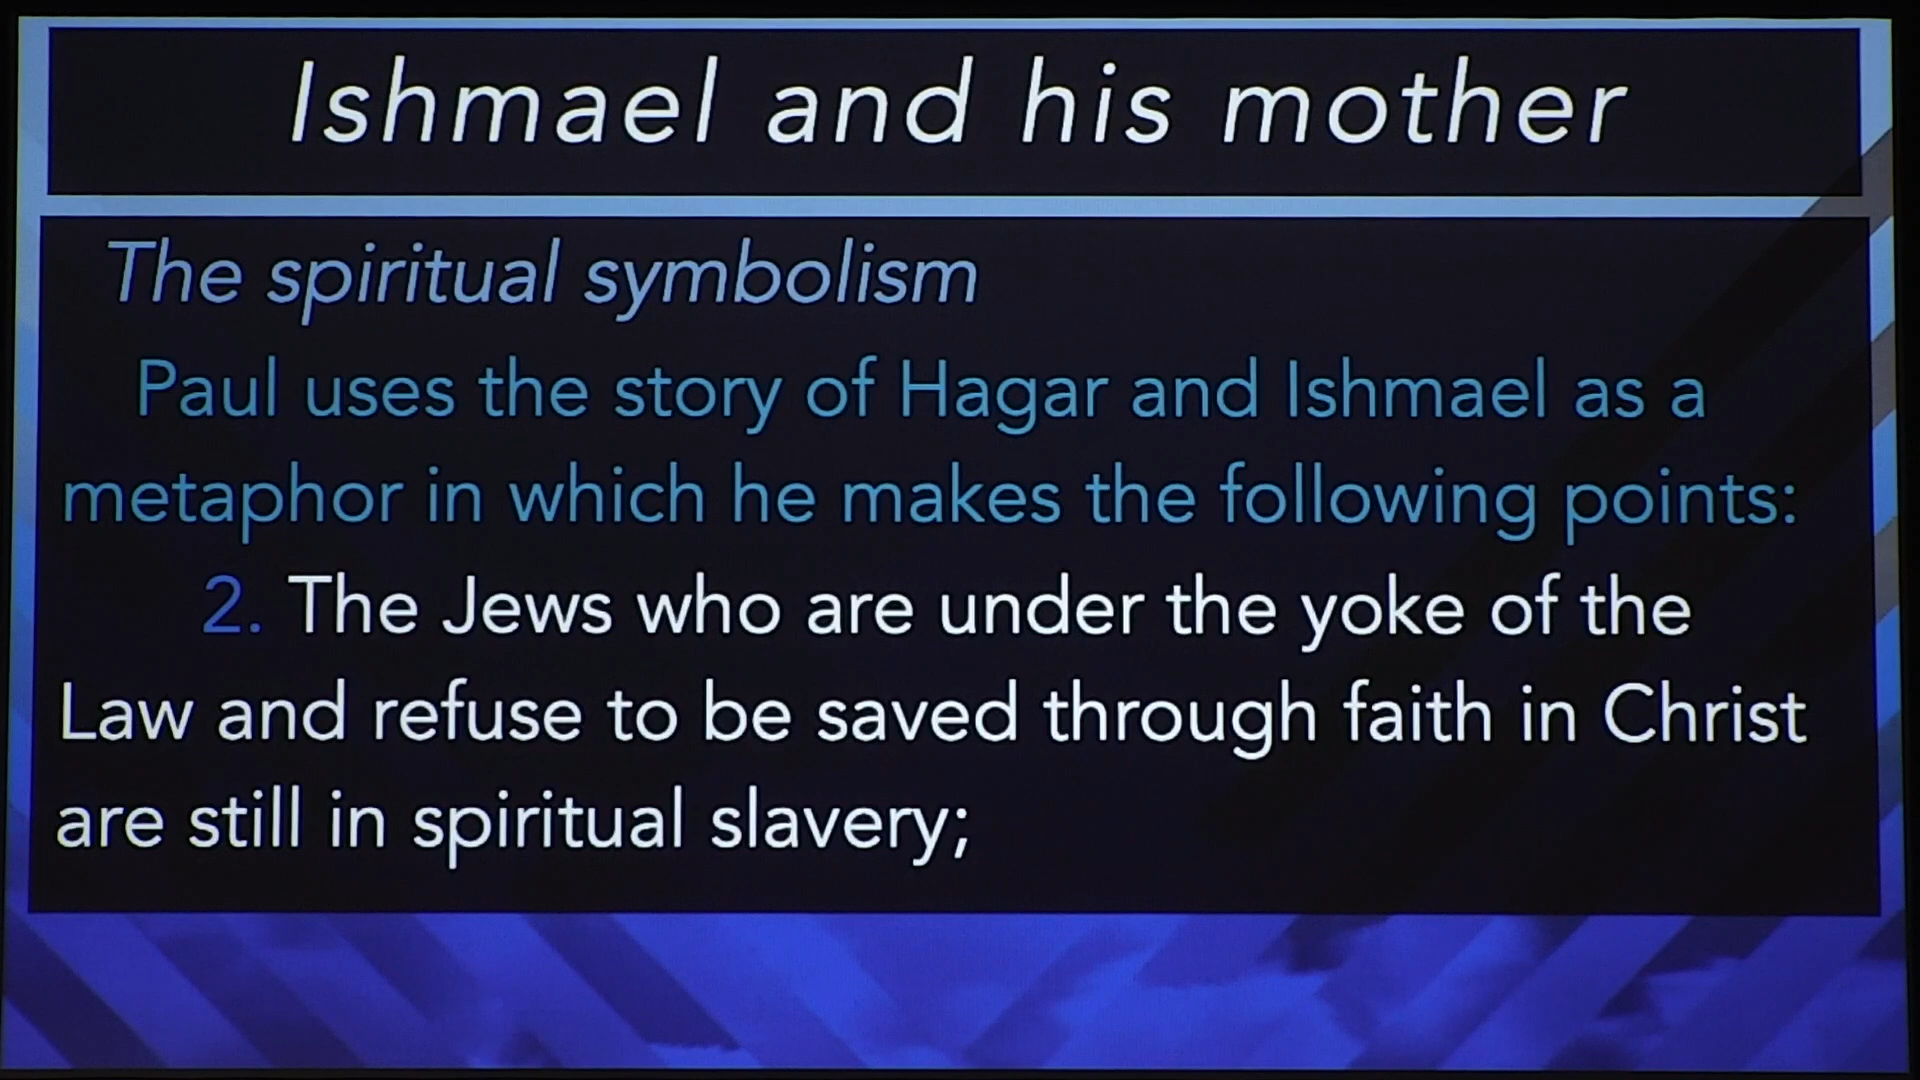 Ishmael and his mother
The spiritual symbolism
Paul uses the story of Hagar and Ishmael as a
metaphor in which he makes the following points:
2. The Jews who are under the yoke of the
Law and refuse to be saved through faith in Christ
are still in spiritual slavery;